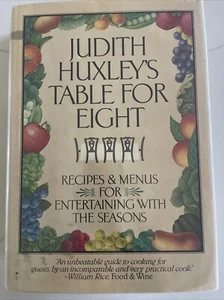 JUDITH
HUXLEY'S
TABLE FOR
EIGHT
RECIPES & MENUS
FOR
ENTERTAINING WITH
THE SEASONS
"An unbeatable guide to cooking for
guests by an incomparable and very practical cook."
—William Rice, Food & Wine